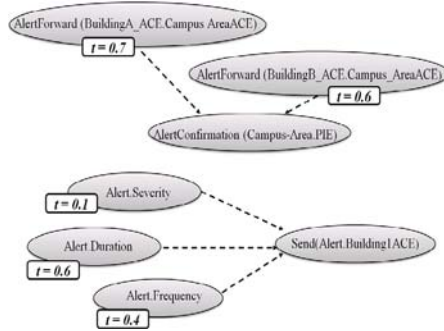 AlertForward (BuildingA_ACE.Campus AreaACE)
t = 0.7
AlertForward (BuildingB_ACE.Campus_AreaACE)
t = 0.6
AlertConfirmation (Campus-Area.PIE)
Alert.Severity
t = 0.1
Alert.Duration
t = 0.6
Send(Alert.Building1ACE)
Alert.Frequency
t = 0.4